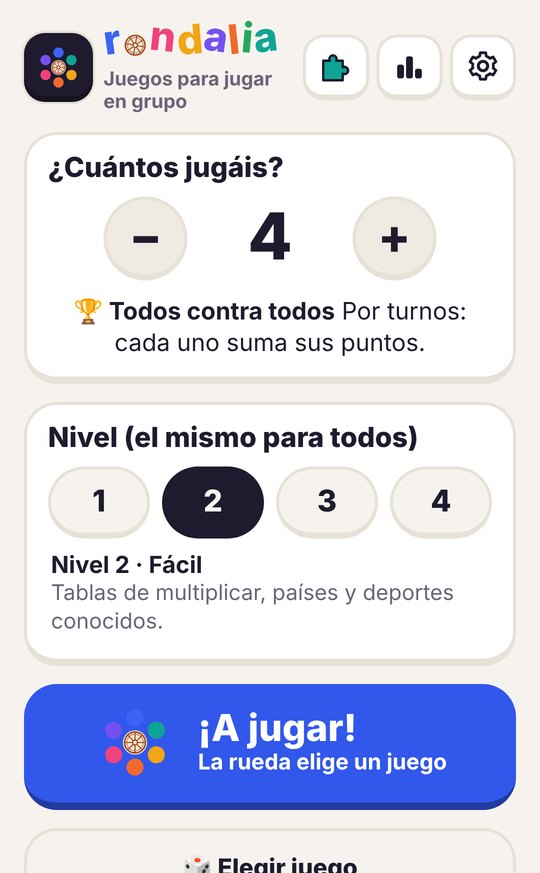 rondalia
Juegos para jugar
en grupo
¿Cuántos jugáis?
− 4 +
🏆 Todos contra todos Por turnos:
cada uno suma sus puntos.
Nivel (el mismo para todos)
1 2 3 4
Nivel 2 · Fácil
Tablas de multiplicar, países y deportes
conocidos.
¡A jugar!
La rueda elige un juego
🎲 Elegir juego